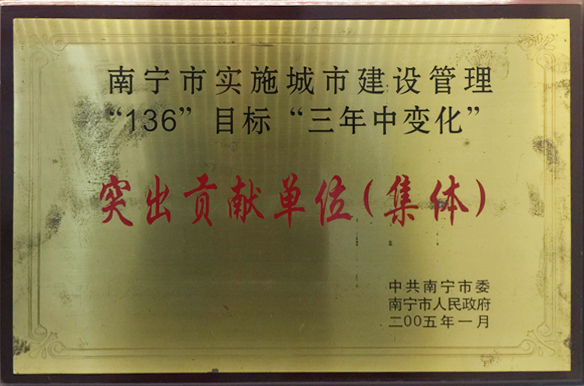 南宁市实施城市建设管理
“136”目标“三年中变化”
突出贡献单位(集体)
中共南宁市委
南宁市人民政府
二OO五年一月